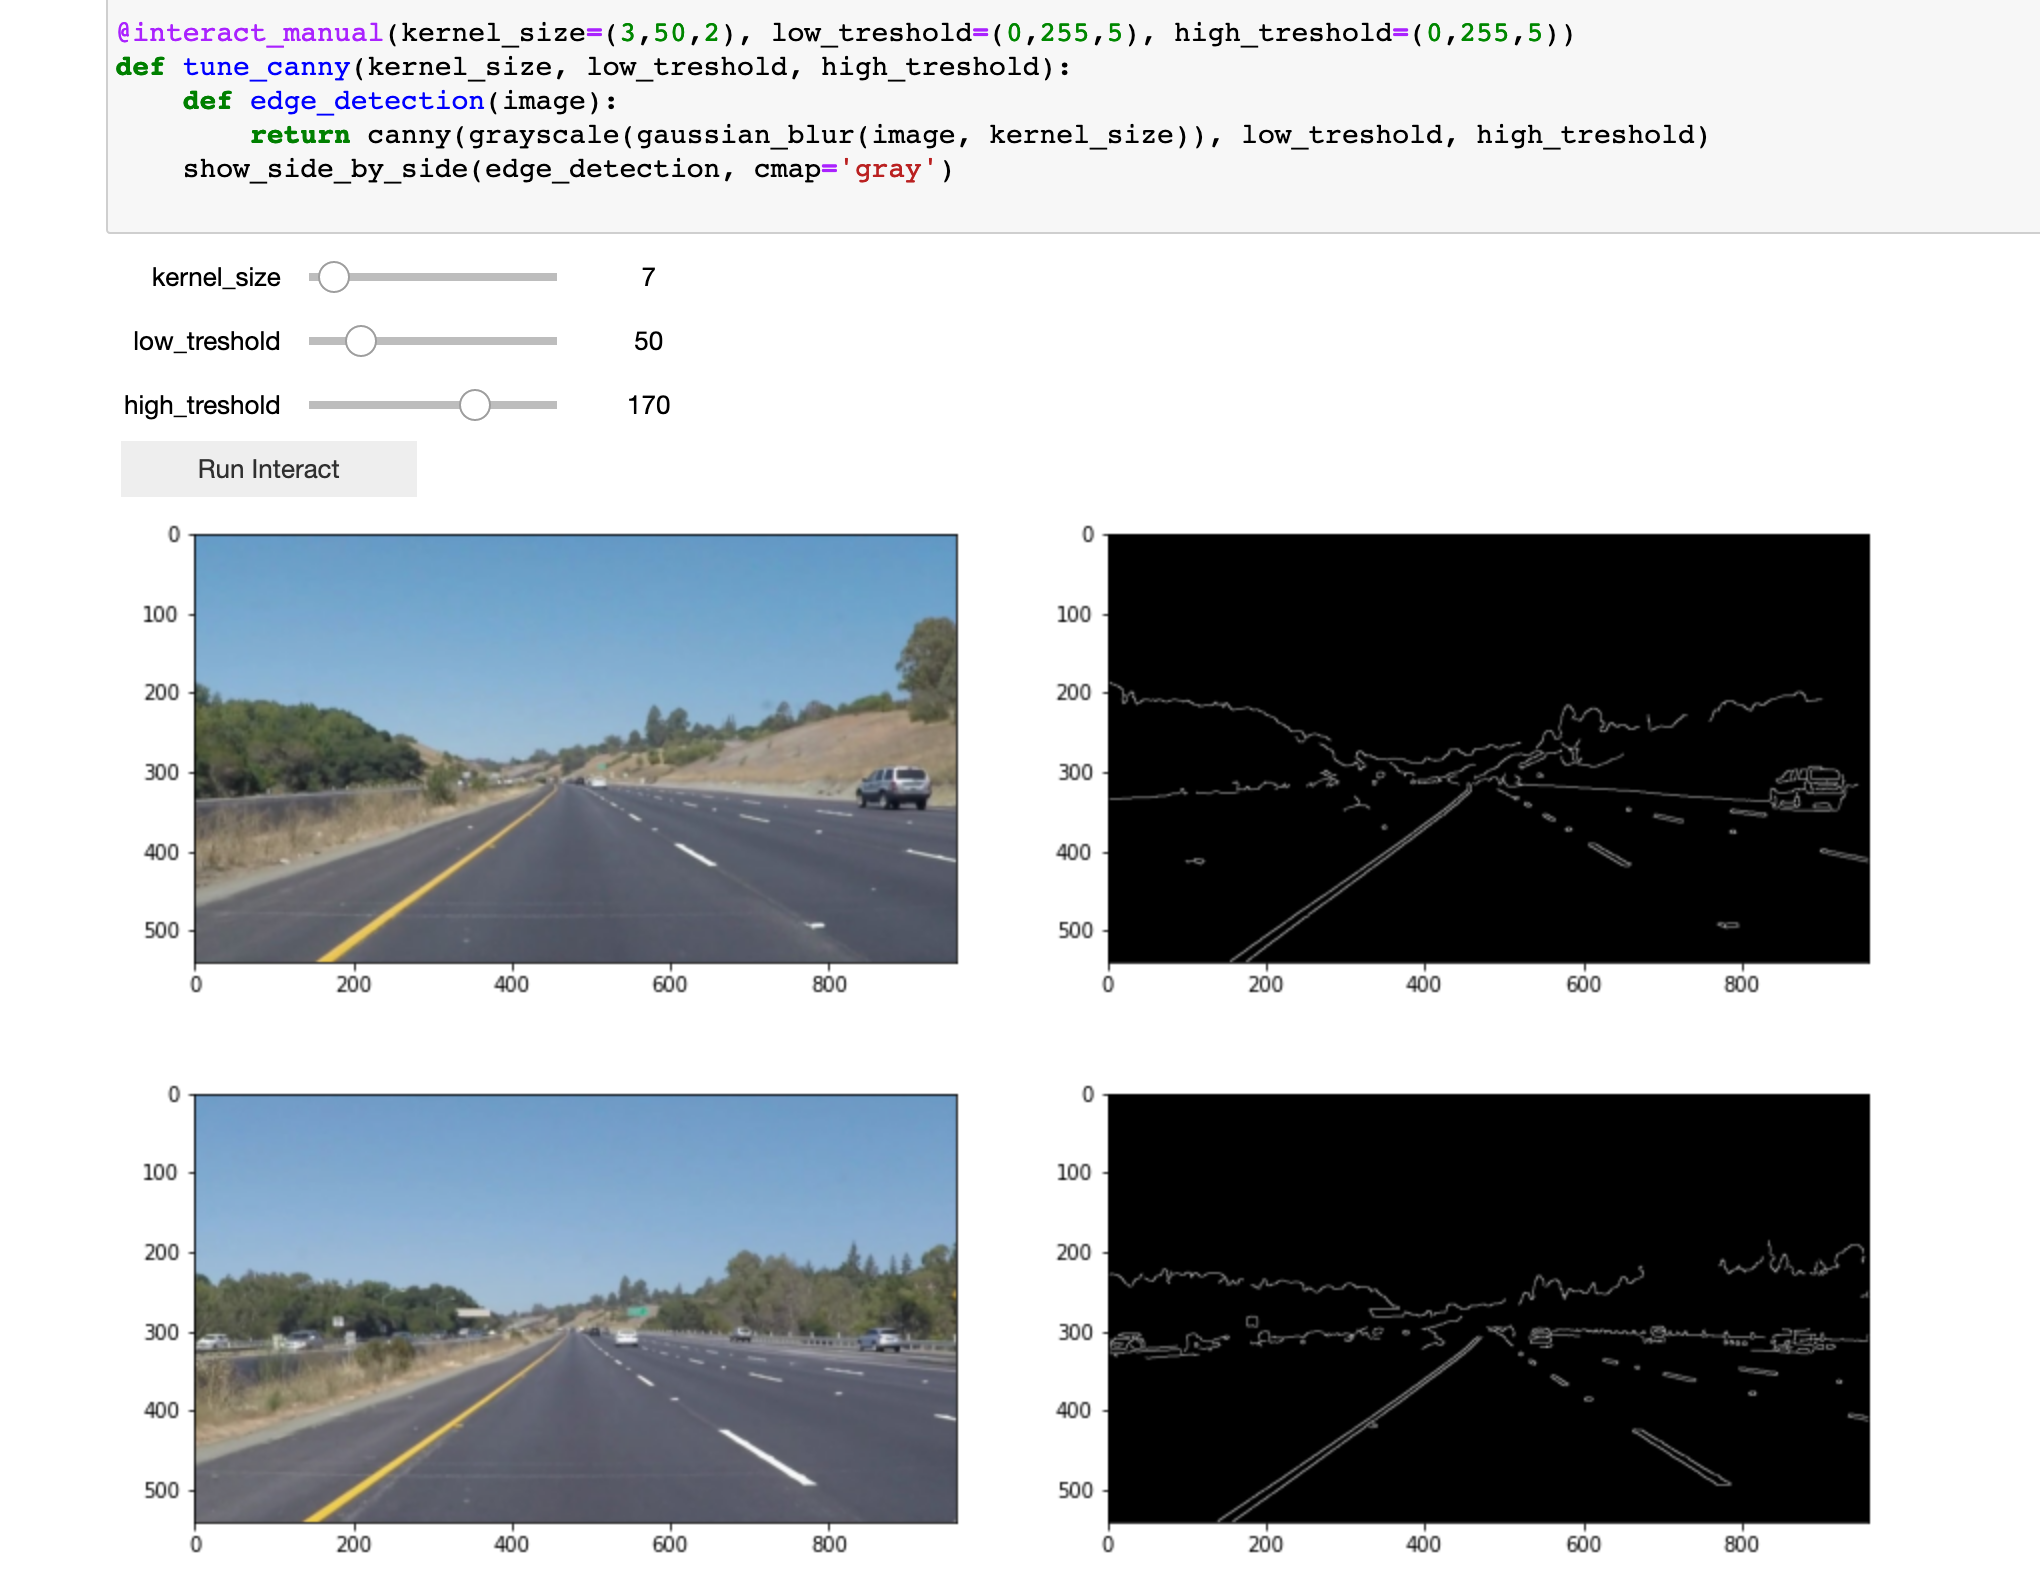 @interact_manual(kernel_size=(3,50,2), low_treshold=(0,255,5), high_treshold=(0,255,5))
def tune_canny(kernel_size, low_treshold, high_treshold):
    def edge_detection(image):
        return canny(grayscale(gaussian_blur(image, kernel_size)), low_treshold, high_treshold)
    show_side_by_side(edge_detection, cmap='gray')
kernel_size 7
low_treshold 50
high_treshold 170
Run Interact
0
100
200
300
400
500
0 200 400 600 800
0
100
200
300
400
500
0 200 400 600 800
0
100
200
300
400
500
0 200 400 600 800
0
100
200
300
400
500
0 200 400 600 800